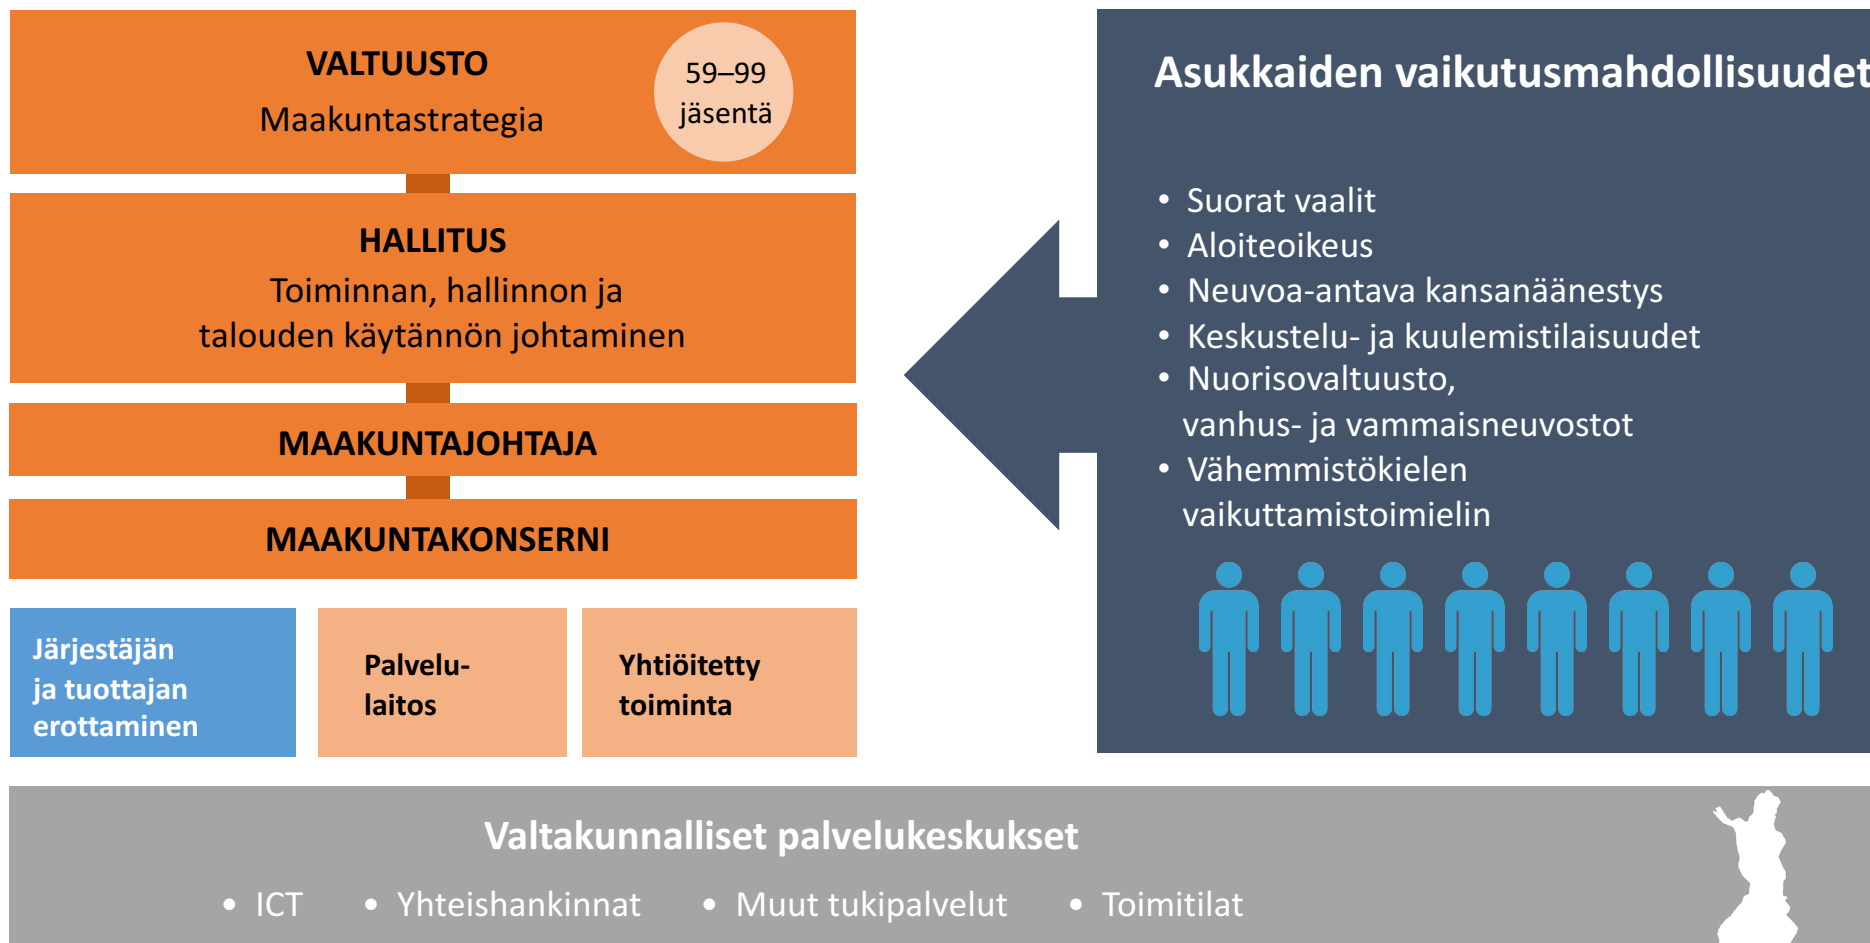 VALTUUSTO
Maakuntastrategia
59–99
jäsentä
HALLITUS
Toiminnan, hallinnon ja
talouden käytännön johtaminen
MAAKUNTAJOHTAJA
MAAKUNTAKONSERNI
Järjestäjän
ja tuottajan
erottaminen
Palvelu-
laitos
Yhtiöitetty
toiminta
Asukkaiden vaikutusmahdollisuudet
• Suorat vaalit
• Aloiteoikeus
• Neuvoa-antava kansanäänestys
• Keskustelu- ja kuulemistilaisuudet
• Nuorisovaltuusto,
vanhus- ja vammaisneuvostot
• Vähemmistökielen
vaikuttamistoimielin
Valtakunnalliset palvelukeskukset
• ICT • Yhteishankinnat • Muut tukipalvelut • Toimitilat